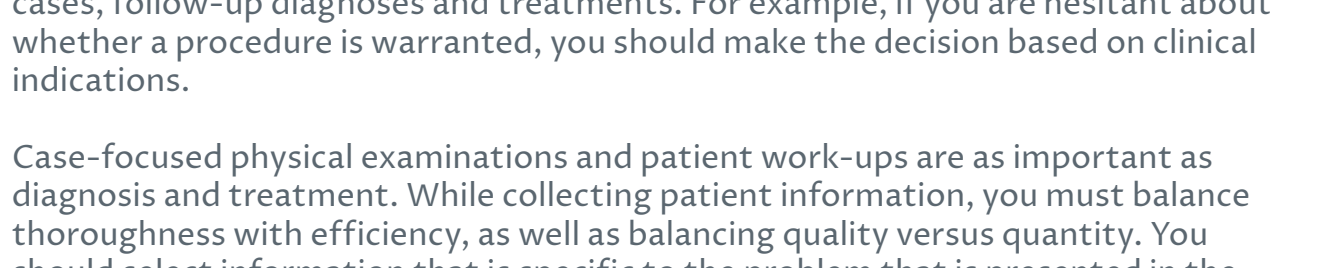 cases, follow-up diagnoses and treatments. For example, if you are hesitant about
whether a procedure is warranted, you should make the decision based on clinical
indications.
Case-focused physical examinations and patient work-ups are as important as
diagnosis and treatment. While collecting patient information, you must balance
thoroughness with efficiency, as well as balancing quality versus quantity. You
should select information that is specific to the problem that is presented in the